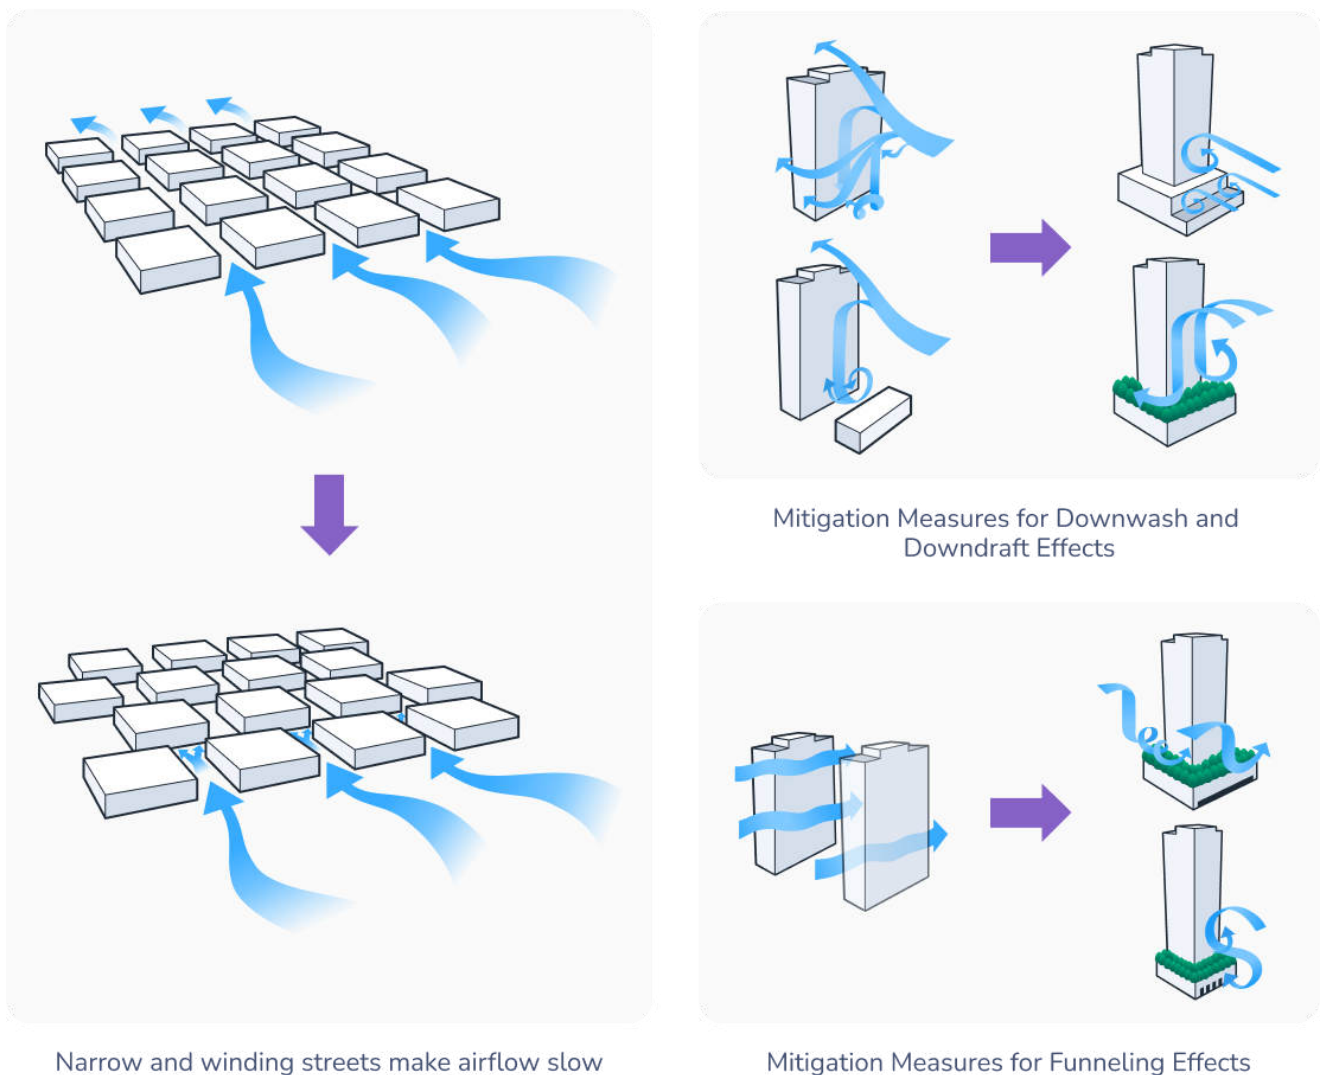 Mitigation Measures for Downwash and
Downdraft Effects
Narrow and winding streets make airflow slow
Mitigation Measures for Funneling Effects